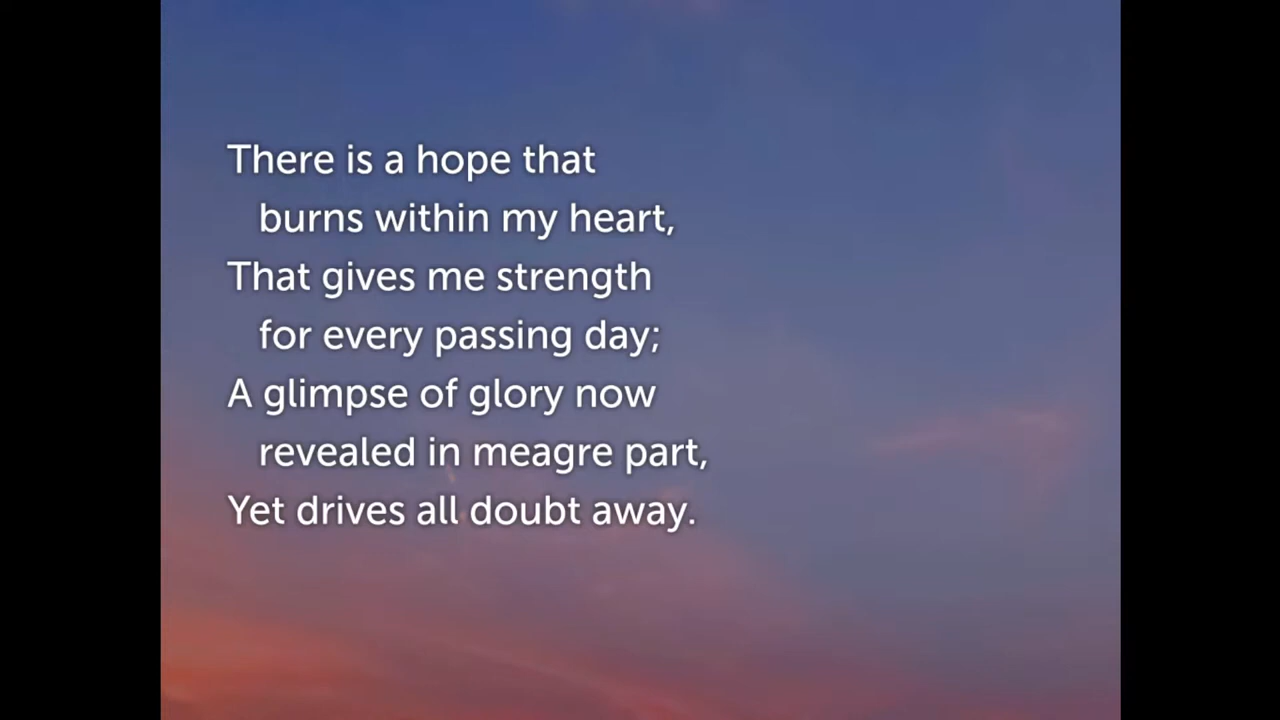 There is a hope that
burns within my heart,
That gives me strength
for every passing day;
A glimpse of glory now
revealed in meagre part,
Yet drives all doubt away.